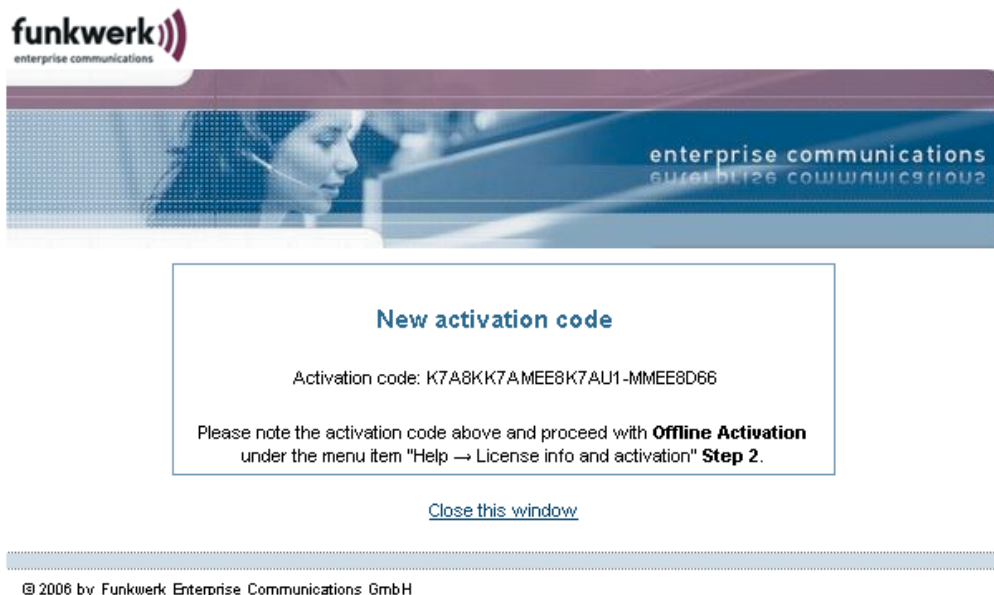 funkwerk
enterprise communications
enterprise communications
New activation code
Activation code: K7A8KK7AMEE8K7AU1-MMEE8D66
Please note the activation code above and proceed with Offline Activation
under the menu item "Help → License info and activation" Step 2.
Close this window
© 2006 by Funkwerk Enterprise Communications GmbH